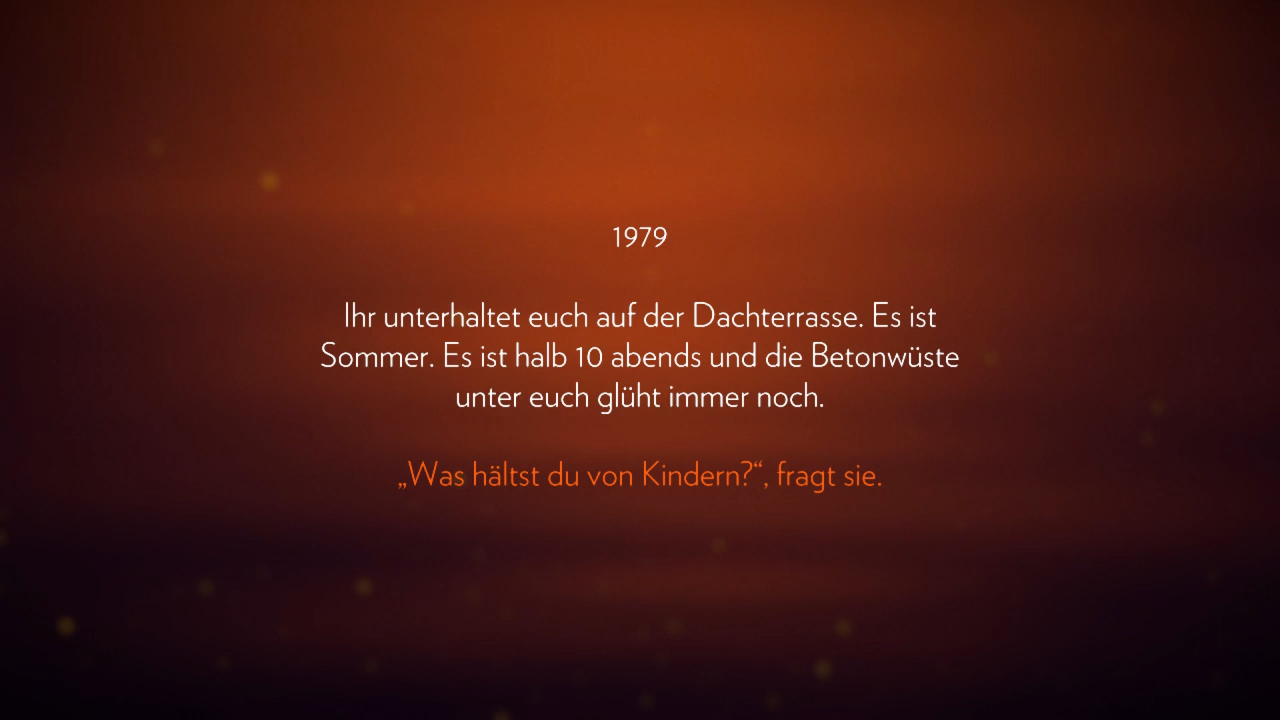 1979
Ihr unterhaltet euch auf der Dachterrasse. Es ist
Sommer. Es ist halb 10 abends und die Betonwüste
unter euch glüht immer noch.
„Was hältst du von Kindern?“, fragt sie.